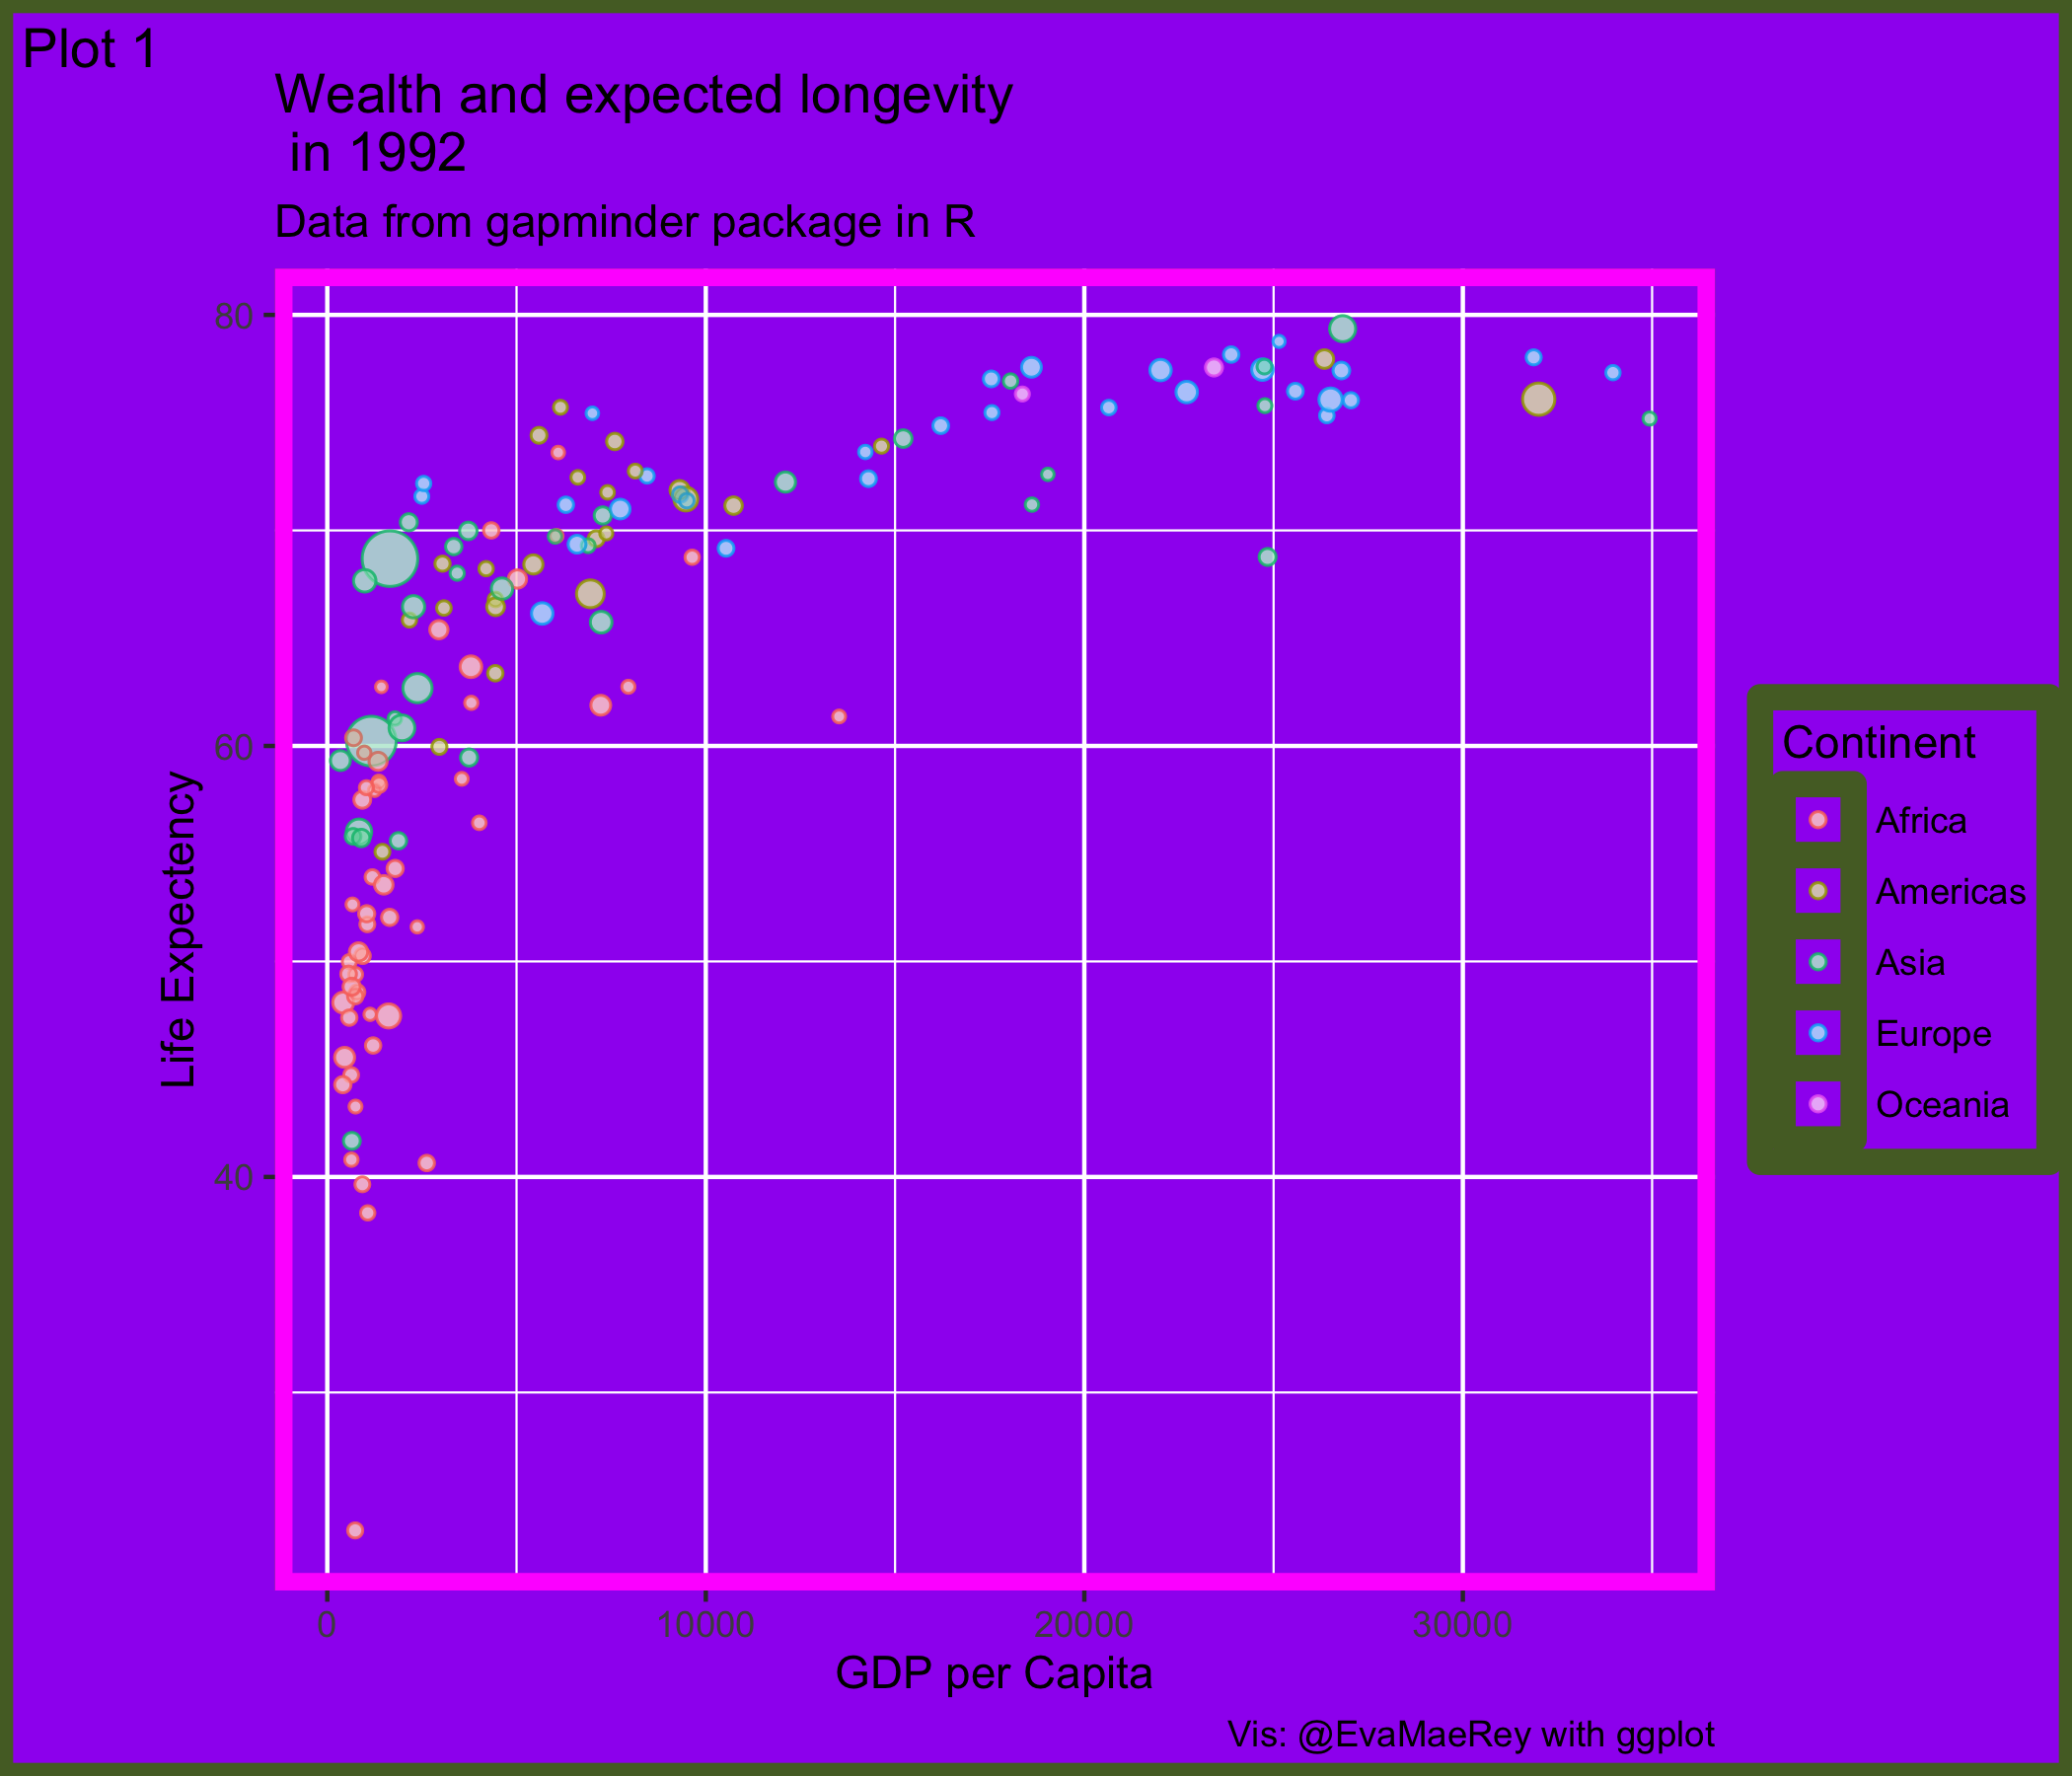 Plot 1
Wealth and expected longevity
in 1992
Data from gapminder package in R
80
60
40
Life Expectency
0
10000
20000
30000
GDP per Capita
Continent
Africa
Americas
Asia
Europe
Oceania
Vis: @EvaMaeRey with ggplot